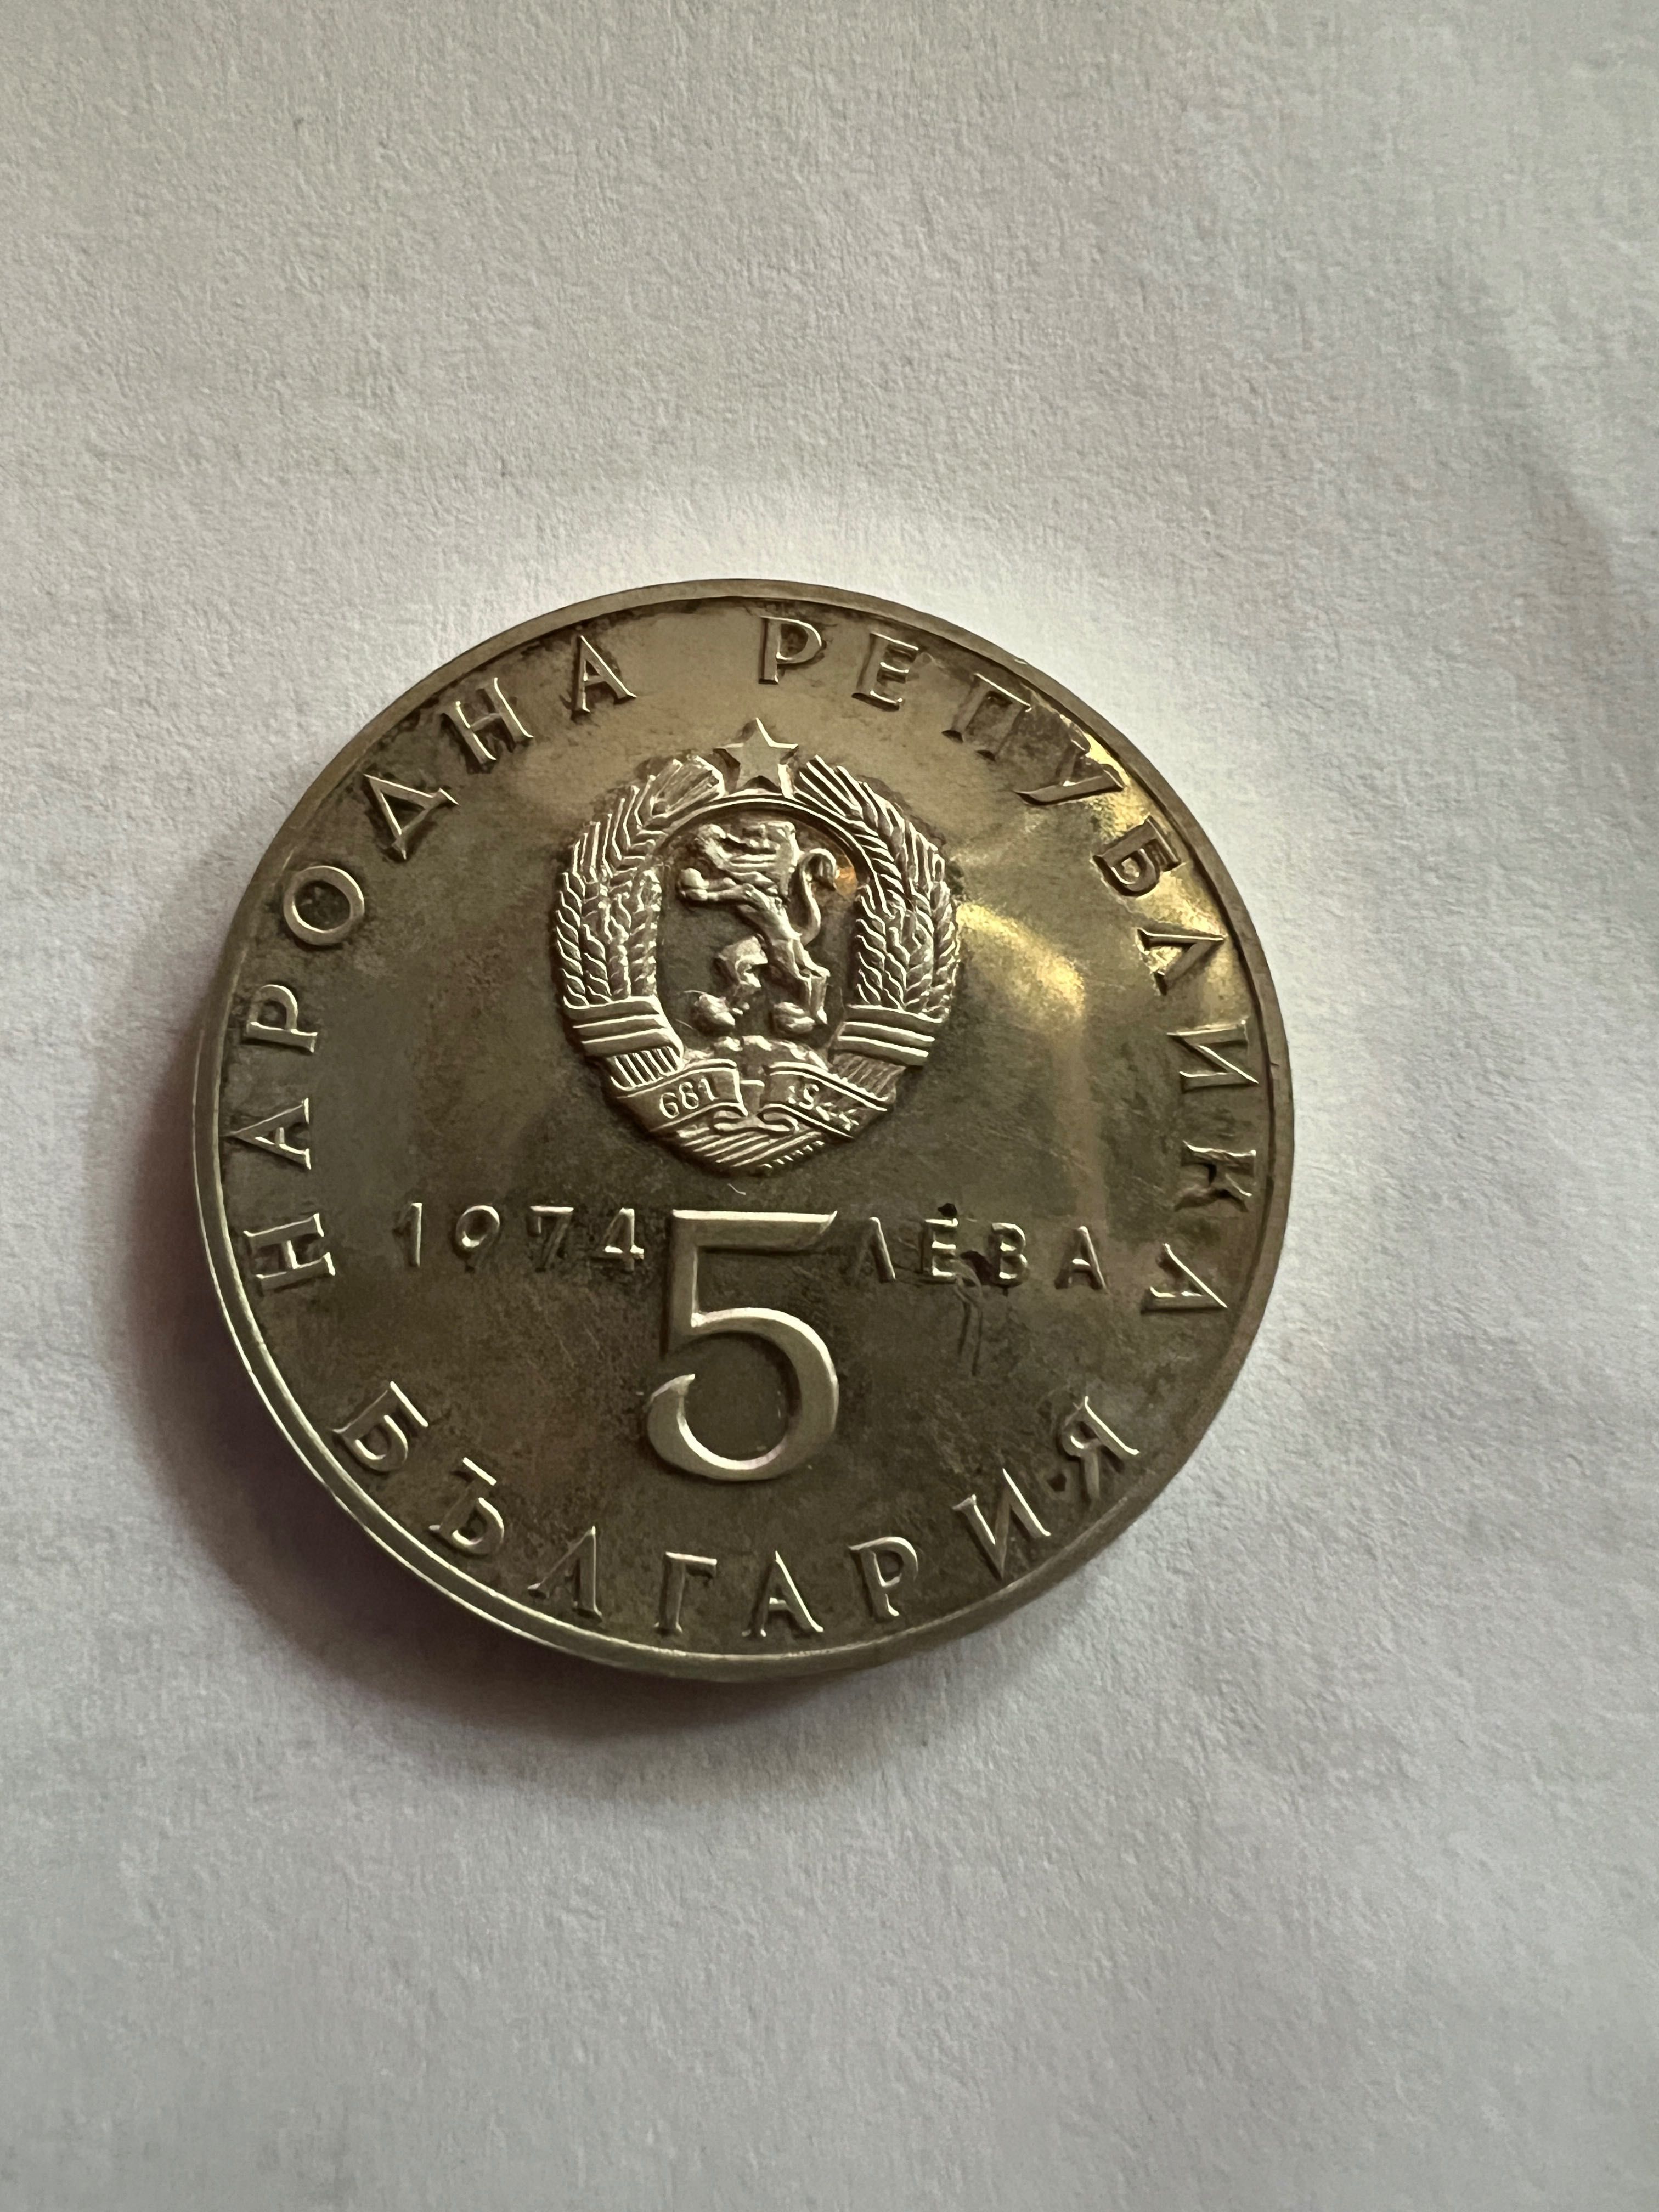 НАРОДНА РЕПУБЛИКА
681 1944
1974 5 ЛЕВА
БЪЛГАРИЯ